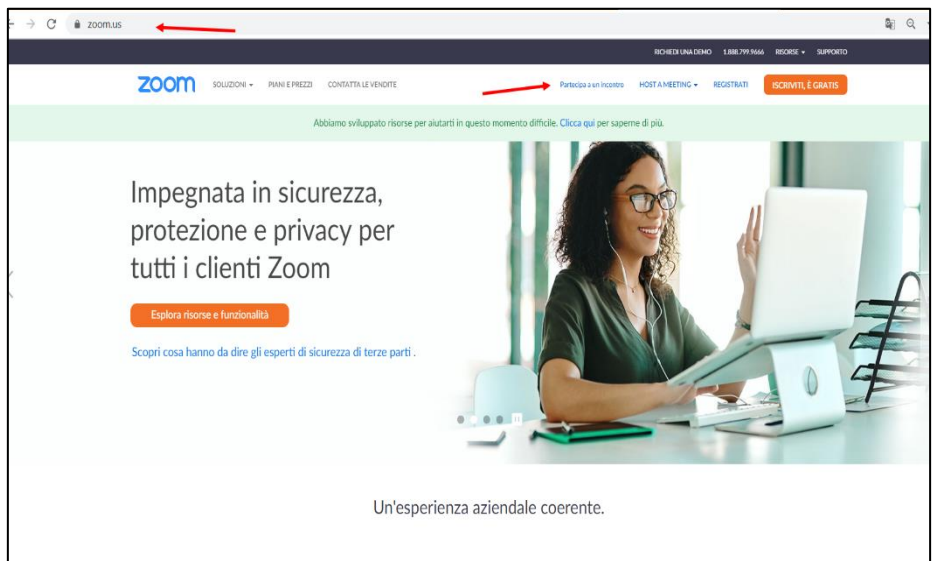 zoom.us
RICHIEDI UNA DEMO 1.888.799.9666 RISORSE SUPPORTO
zoom SOLUZIONI PIANI E PREZZI CONTATTA LE VENDITE Partecipa a un incontro HOST A MEETING REGISTRATI ISCRIVITI, È GRATIS
Abbiamo sviluppato risorse per aiutarti in questo momento difficile. Clicca qui per saperne di più.
Impegnata in sicurezza,
protezione e privacy per
tutti i clienti Zoom
Esplora risorse e funzionalità
Scopri cosa hanno da dire gli esperti di sicurezza di terze parti .
Un'esperienza aziendale coerente.